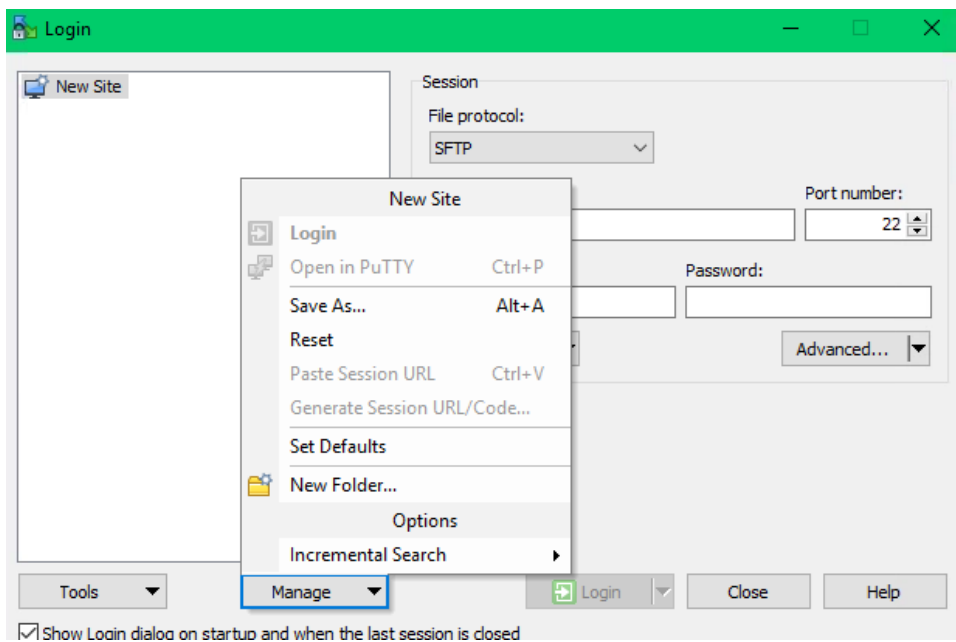 Login
New Site
Session
File protocol:
SFTP
New Site
Port number:
Login
22
Open in PuTTY Ctrl+P
Password:
Save As... Alt+A
Reset
Advanced...
Paste Session URL Ctrl+V
Generate Session URL/Code...
Set Defaults
New Folder...
Options
Incremental Search
Tools Manage Login Close Help
Show Login dialog on startup and when the last session is closed